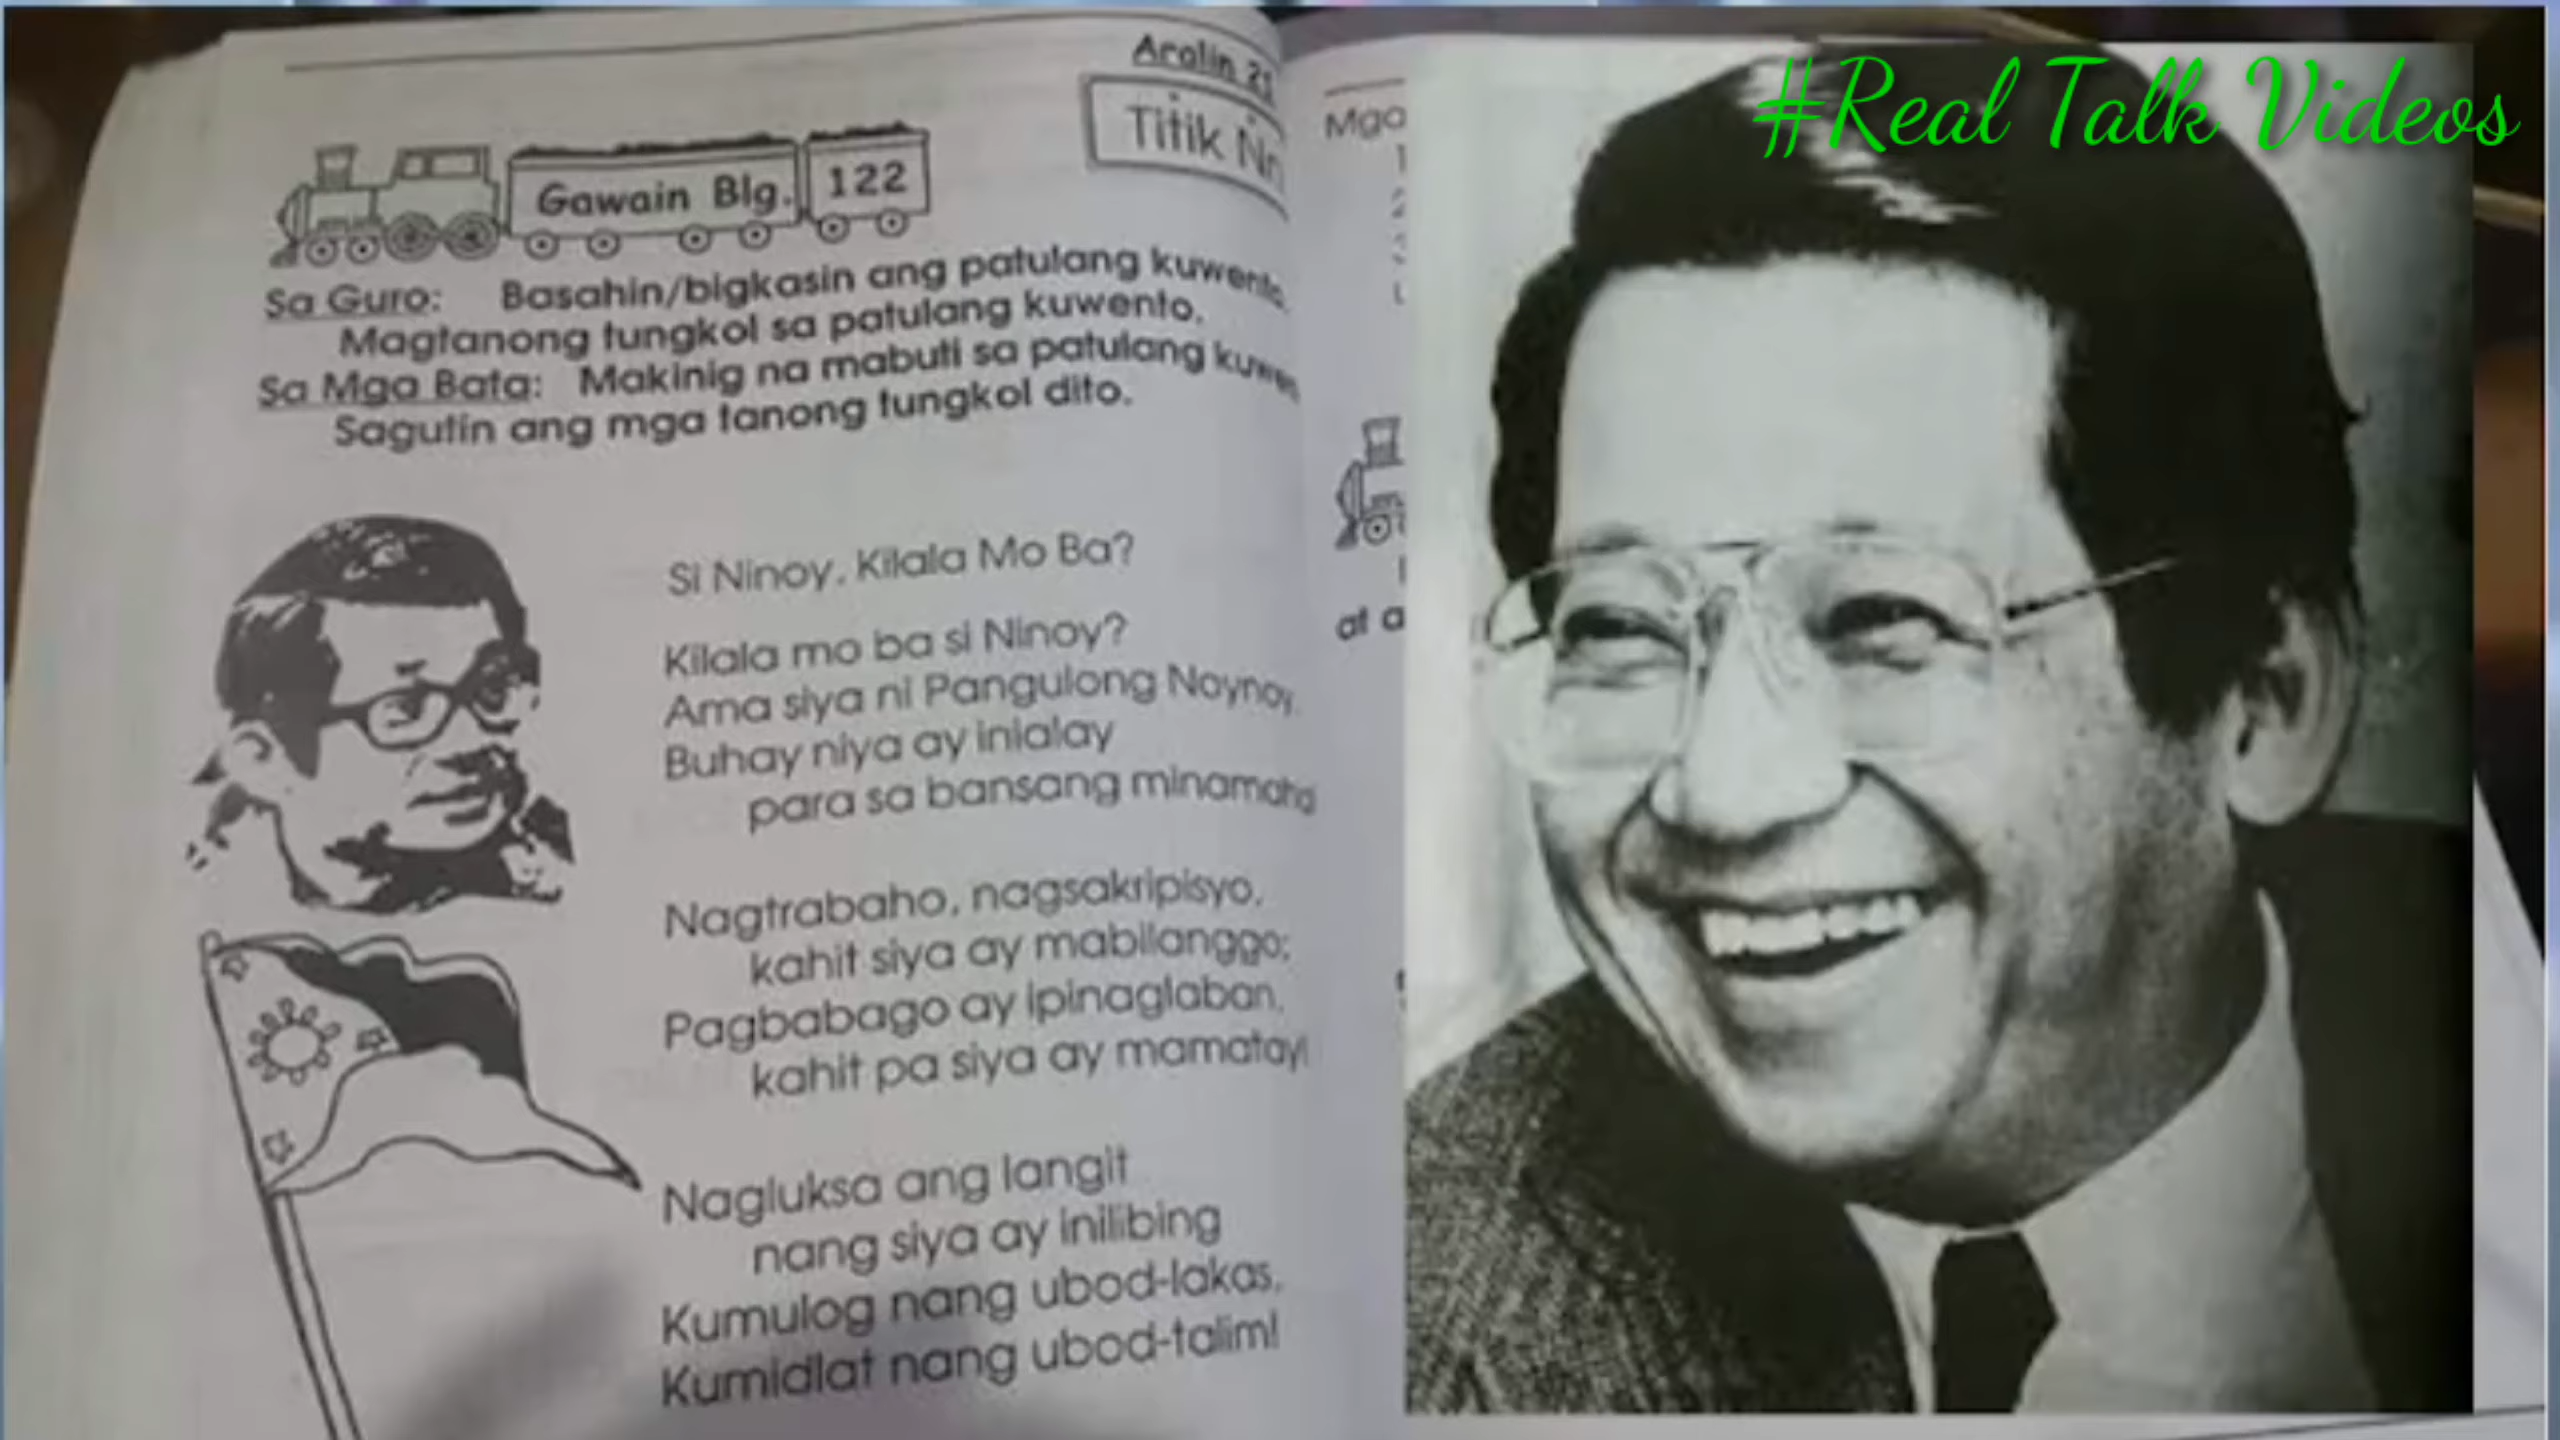 Aralin 21
Titik Nn
Gawain Blg. 122
Sa Guro: Basahin/bigkasin ang patulang kuwento.
Magtanong tungkol sa patulang kuwento.
Sa Mga Bata: Makinig na mabuti sa patulang
Sagutin ang mga tanong tungkol dito.
Si Ninoy, Kilala Mo Ba?
Kilala mo ba si Ninoy?
Ama siya ni Pangulong Noynoy.
Buhay niya ay inialay
para sa bansang minamahal
Nagtrabaho, nagsakripisyo,
kahit siya ay mabilanggo;
Pagbabago ay ipinaglaban,
kahit pa siya ay mamatay!
Nagluksa ang langit
nang siya ay inilibing
Kumulog nang ubod-lakas,
Kumidlat nang ubod-talim!
Mga
at a
#Real Talk Videos